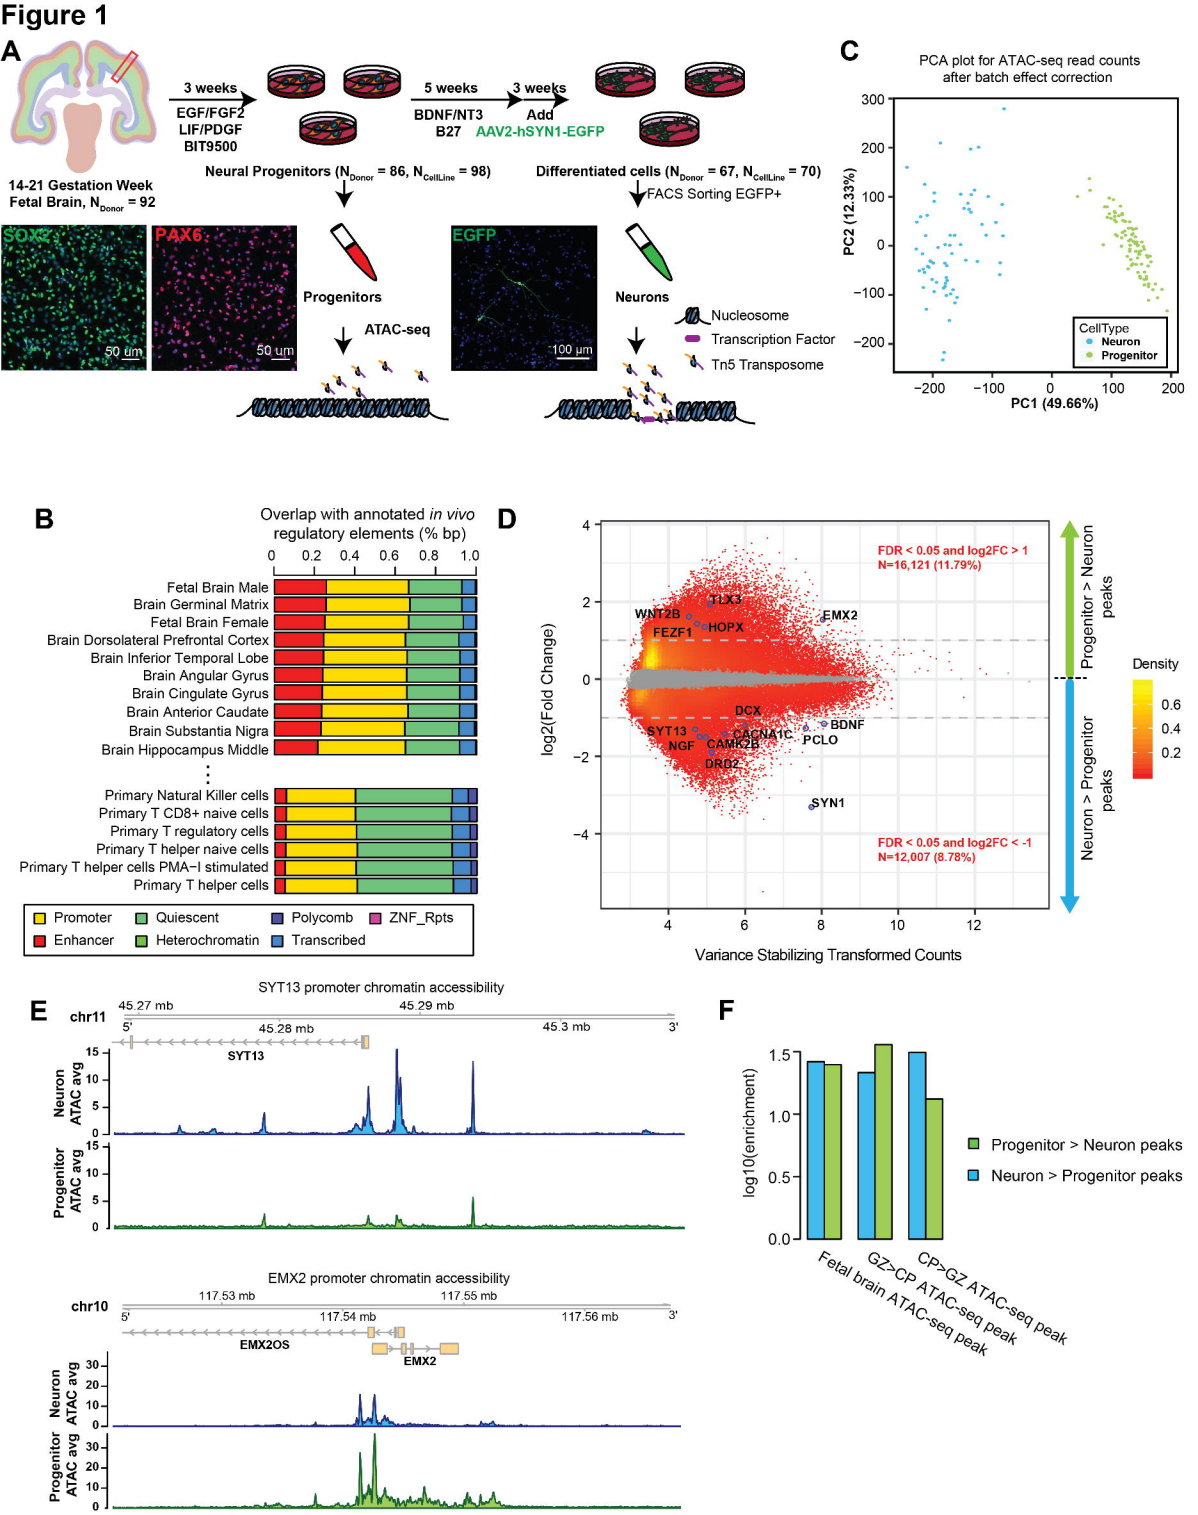 Figure 1
A
3 weeks
EGF/FGF2
LIF/PDGF
BIT9500
5 weeks
BDNF/NT3
B27
3 weeks
Add
AAV2-hSYN1-EGFP
14-21 Gestation Week
Fetal Brain, NDonor = 92
Neural Progenitors (NDonor = 86, NCellLine = 98)
Differentiated cells (NDonor = 67, NCellLine = 70)
FACS Sorting EGFP+
SOX2
50 um
PAX6
50 um
Progenitors
ATAC-seq
EGFP
100 µm
Neurons
Nucleosome
Transcription Factor
Tn5 Transposome
C
PCA plot for ATAC-seq read counts
after batch effect correction
PC2 (12.33%)
300
200
100
0
−100
−200
−200
−100
0
100
200
PC1 (49.66%)
CellType
Neuron
Progenitor
B
Overlap with annotated in vivo
regulatory elements (% bp)
0 0.2 0.4 0.6 0.8 1.0
Fetal Brain Male
Brain Germinal Matrix
Fetal Brain Female
Brain Dorsolateral Prefrontal Cortex
Brain Inferior Temporal Lobe
Brain Angular Gyrus
Brain Cingulate Gyrus
Brain Anterior Caudate
Brain Substantia Nigra
Brain Hippocampus Middle
Primary Natural Killer cells
Primary T CD8+ naive cells
Primary T regulatory cells
Primary T helper naive cells
Primary T helper cells PMA−I stimulated
Primary T helper cells
Promoter
Quiescent
Polycomb
ZNF_Rpts
Enhancer
Heterochromatin
Transcribed
D
log2(Fold Change)
4
2
0
−2
−4
FDR < 0.05 and log2FC > 1
N=16,121 (11.79%)
TLX3
WNT2B
EMX2
FEZF1
HOPX
DCX
BDNF
SYT13
CACNA1C
PCLO
NGF
CAMK2B
DRD2
SYN1
FDR < 0.05 and log2FC < -1
N=12,007 (8.78%)
4 6 8 10 12
Variance Stabilizing Transformed Counts
Progenitor > Neuron
peaks
Neuron > Progenitor
peaks
Density
0.8
0.6
0.4
0.2
E
SYT13 promoter chromatin accessibility
45.27 mb
45.29 mb
chr11
5'
45.28 mb
45.3 mb
3'
SYT13
Neuron
ATAC avg
15
10
5
0
Progenitor
ATAC avg
15
10
5
0
EMX2 promoter chromatin accessibility
117.53 mb
117.55 mb
chr10
5'
117.54 mb
117.56 mb
3'
EMX2OS
EMX2
Neuron
ATAC avg
30
20
10
0
Progenitor
ATAC avg
30
20
10
0
F
log10(enrichment)
1.5
1.0
0.5
0.0
Fetal brain ATAC-seq peak
GZ>CP ATAC-seq peak
CP>GZ ATAC-seq peak
Progenitor > Neuron peaks
Neuron > Progenitor peaks